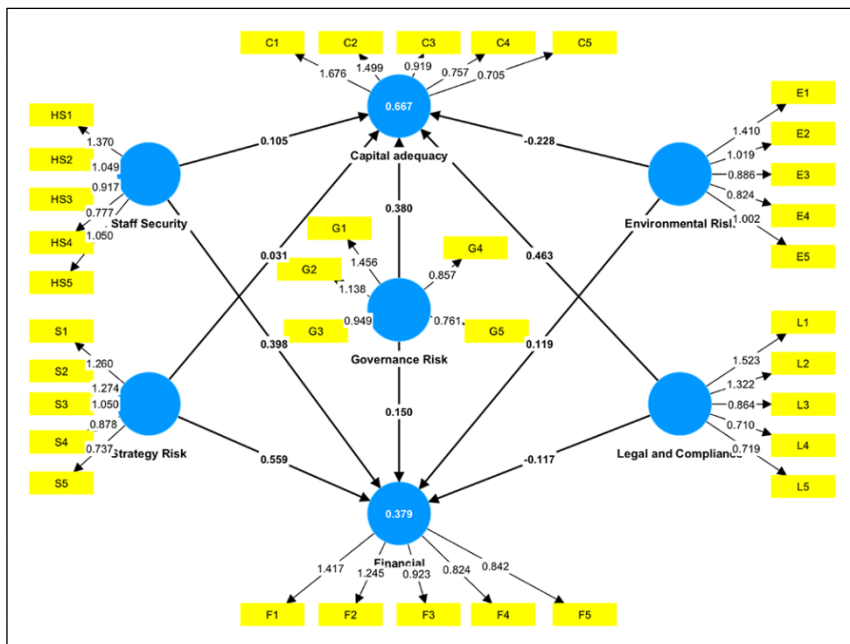 C1
C2
C3
C4
C5
1.676
1.499
0.919
0.757
0.705
0.667
Capital adequacy
HS1
HS2
HS3
HS4
HS5
1.370
1.049
0.917
0.777
1.050
Staff Security
E1
E2
E3
E4
E5
1.410
1.019
0.886
0.824
1.002
Environmental Ris
0.105
-0.228
0.380
0.031
0.463
G1
G2
G3
G4
G5
1.456
1.138
0.949
0.857
0.761
Governance Risk
0.398
0.119
0.150
S1
S2
S3
S4
S5
1.260
1.274
1.050
0.878
0.737
Strategy Risk
L1
L2
L3
L4
L5
1.523
1.322
0.864
0.710
0.719
Legal and Compliance
0.559
-0.117
0.379
Financial
1.417
1.245
0.923
0.824
0.842
F1
F2
F3
F4
F5